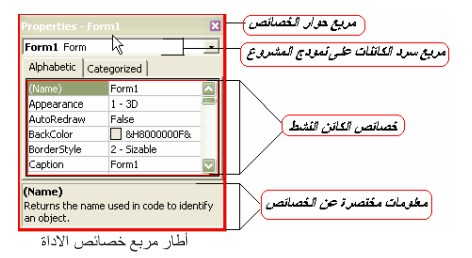 Properties - Form1
مربع حوار الخصائص
Form1 Form
مربع سرد الكائنات على نموذج المشروع
Alphabetic
Categorized
(Name) Form1
Appearance 1 - 3D
AutoRedraw False
خصائص الكائن النشط
BackColor &H8000000F&
BorderStyle 2 - Sizable
Caption Form1
(Name)
Returns the name used in code to identify
an object.
معلومات مختصرة عن الخصائص
أطار مربع خصائص الاداة